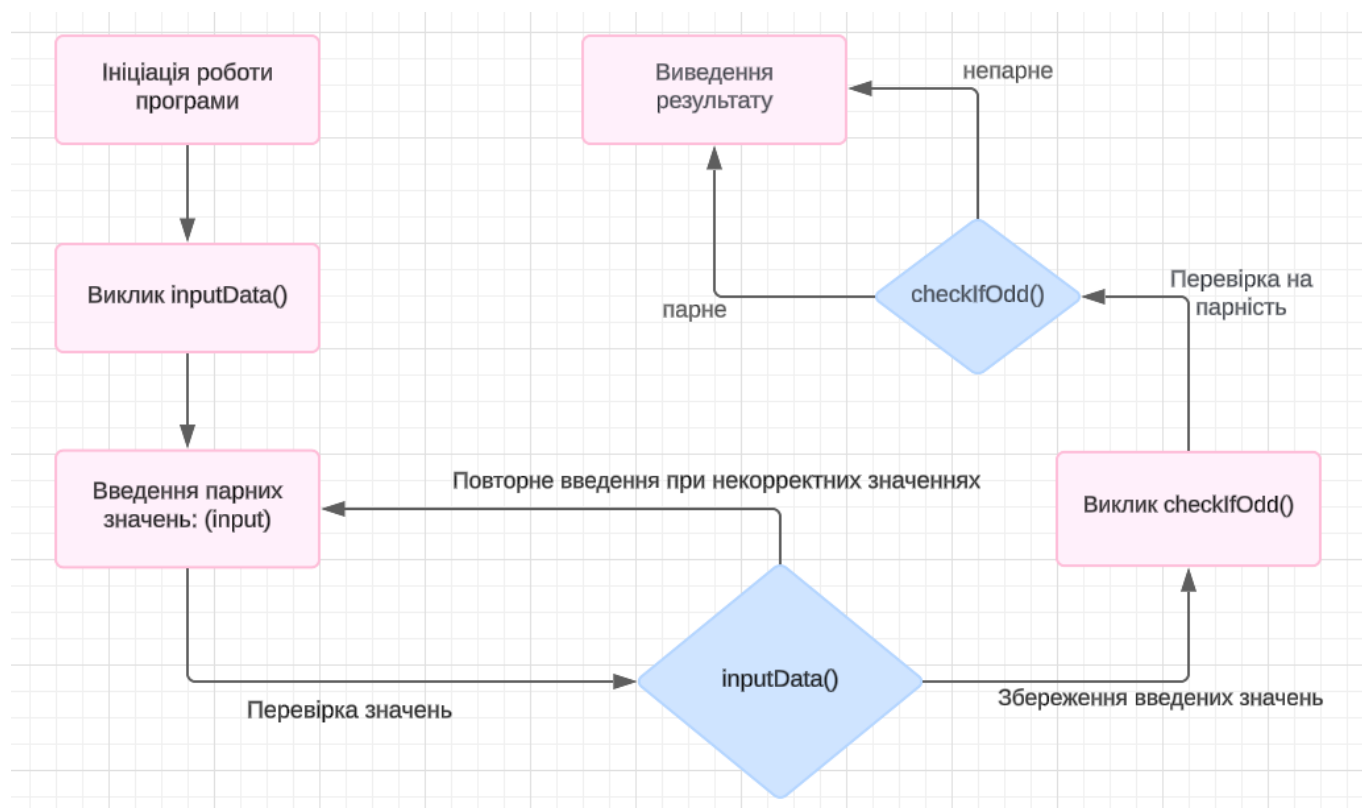 Ініціація роботи
програми
Виклик inputData()
Введення парних
значень: (input)
Перевірка значень
inputData()
Повторне введення при некорректних значеннях
Збереження введених значень
Виклик checkIfOdd()
Перевірка на
парність
checkIfOdd()
парне
непарне
Виведення
результату